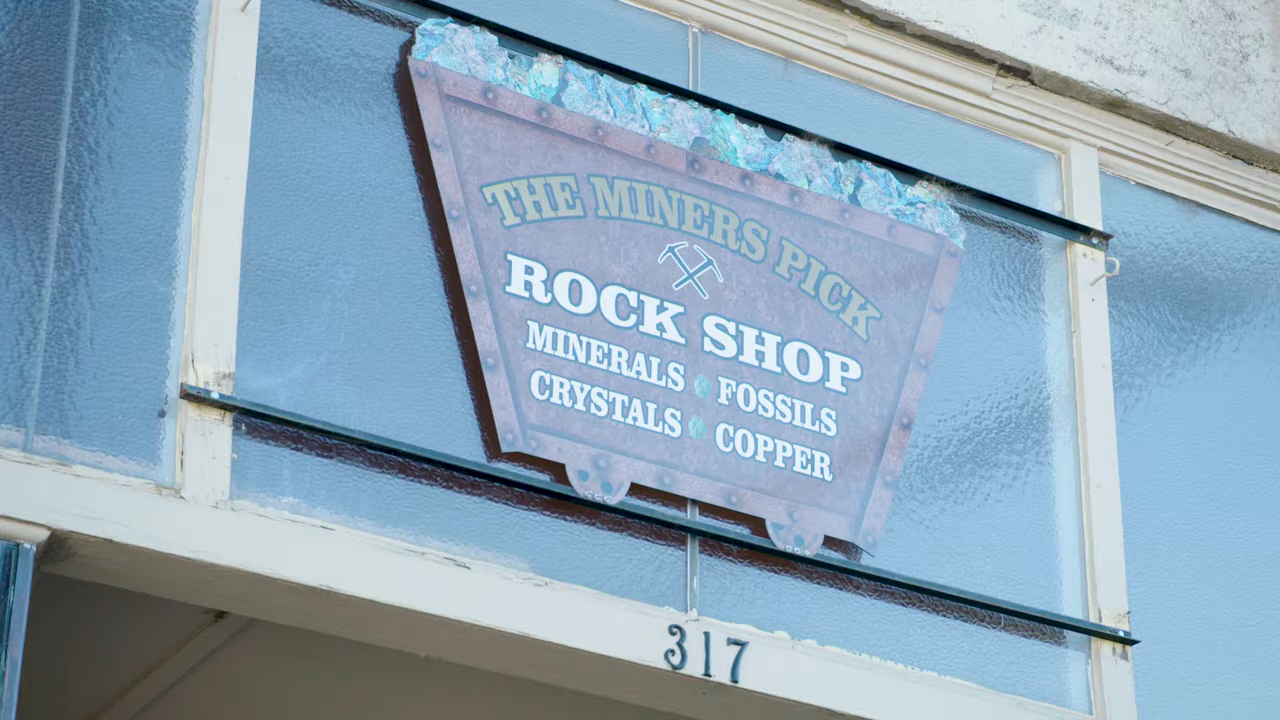 THE MINERS PICK
ROCK SHOP
MINERALS FOSSILS
CRYSTALS COPPER
317